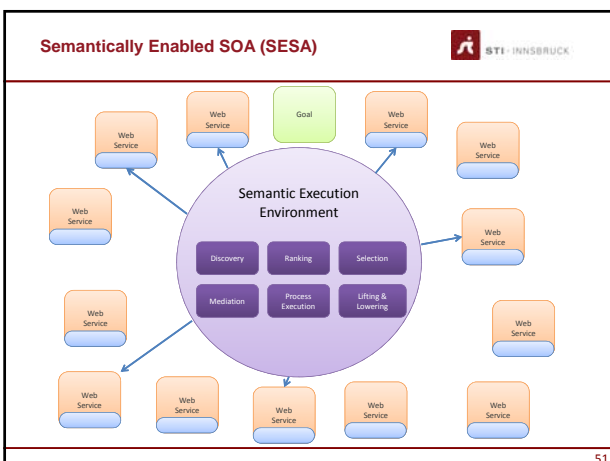 Semantically Enabled SOA (SESA)
STI · INNSBRUCK
Web
Service
Goal
Web
Service
Web
Service
Web
Service
Semantic Execution
Environment
Web
Service
Web
Service
Discovery
Ranking
Selection
Mediation
Process
Execution
Lifting &
Lowering
Web
Service
Web
Service
Web
Service
Web
Service
Web
Service
Web
Service
Web
Service
Web
Service
51